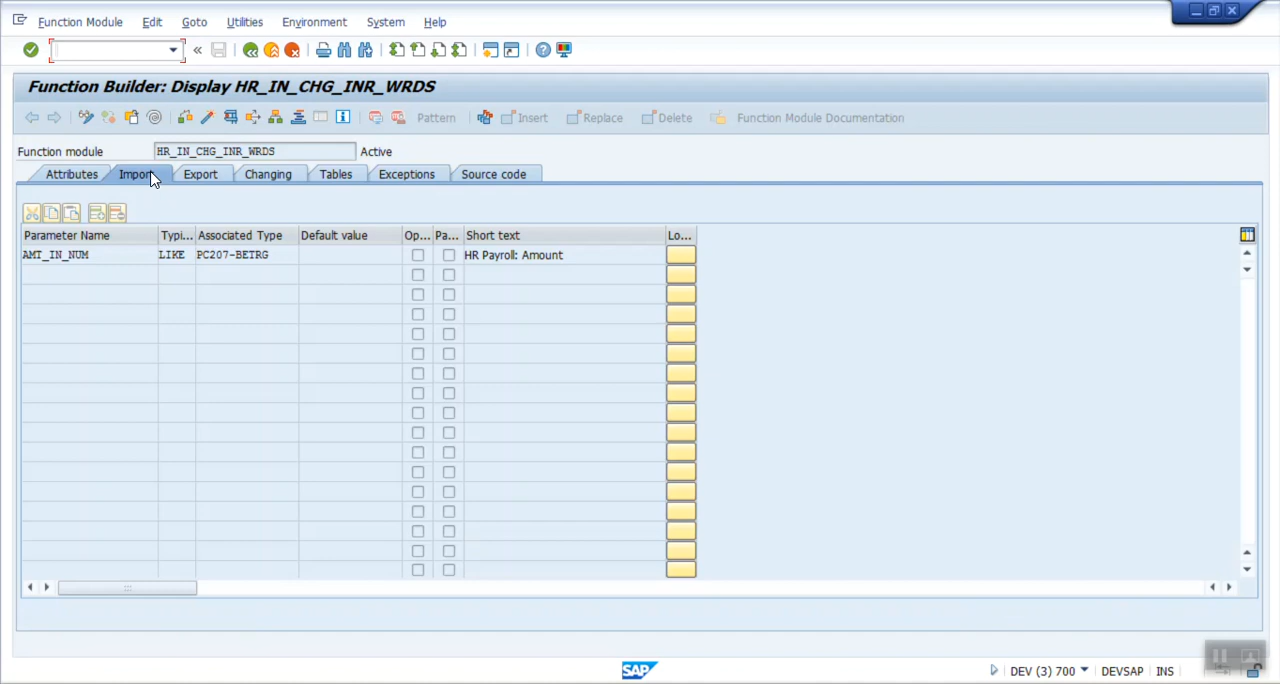 Function Module Edit Goto Utilities Environment System Help
Function Builder: Display HR_IN_CHG_INR_WRDS
Pattern Insert Replace Delete Function Module Documentation
Function module HR_IN_CHG_INR_WRDS Active
Attributes Import Export Changing Tables Exceptions Source code
Parameter Name Typi... Associated Type Default value Op... Pa... Short text Lo...
AMT_IN_NUM LIKE PC207-BETRG HR Payroll: Amount
SAP DEV (3) 700 DEVSAP INS